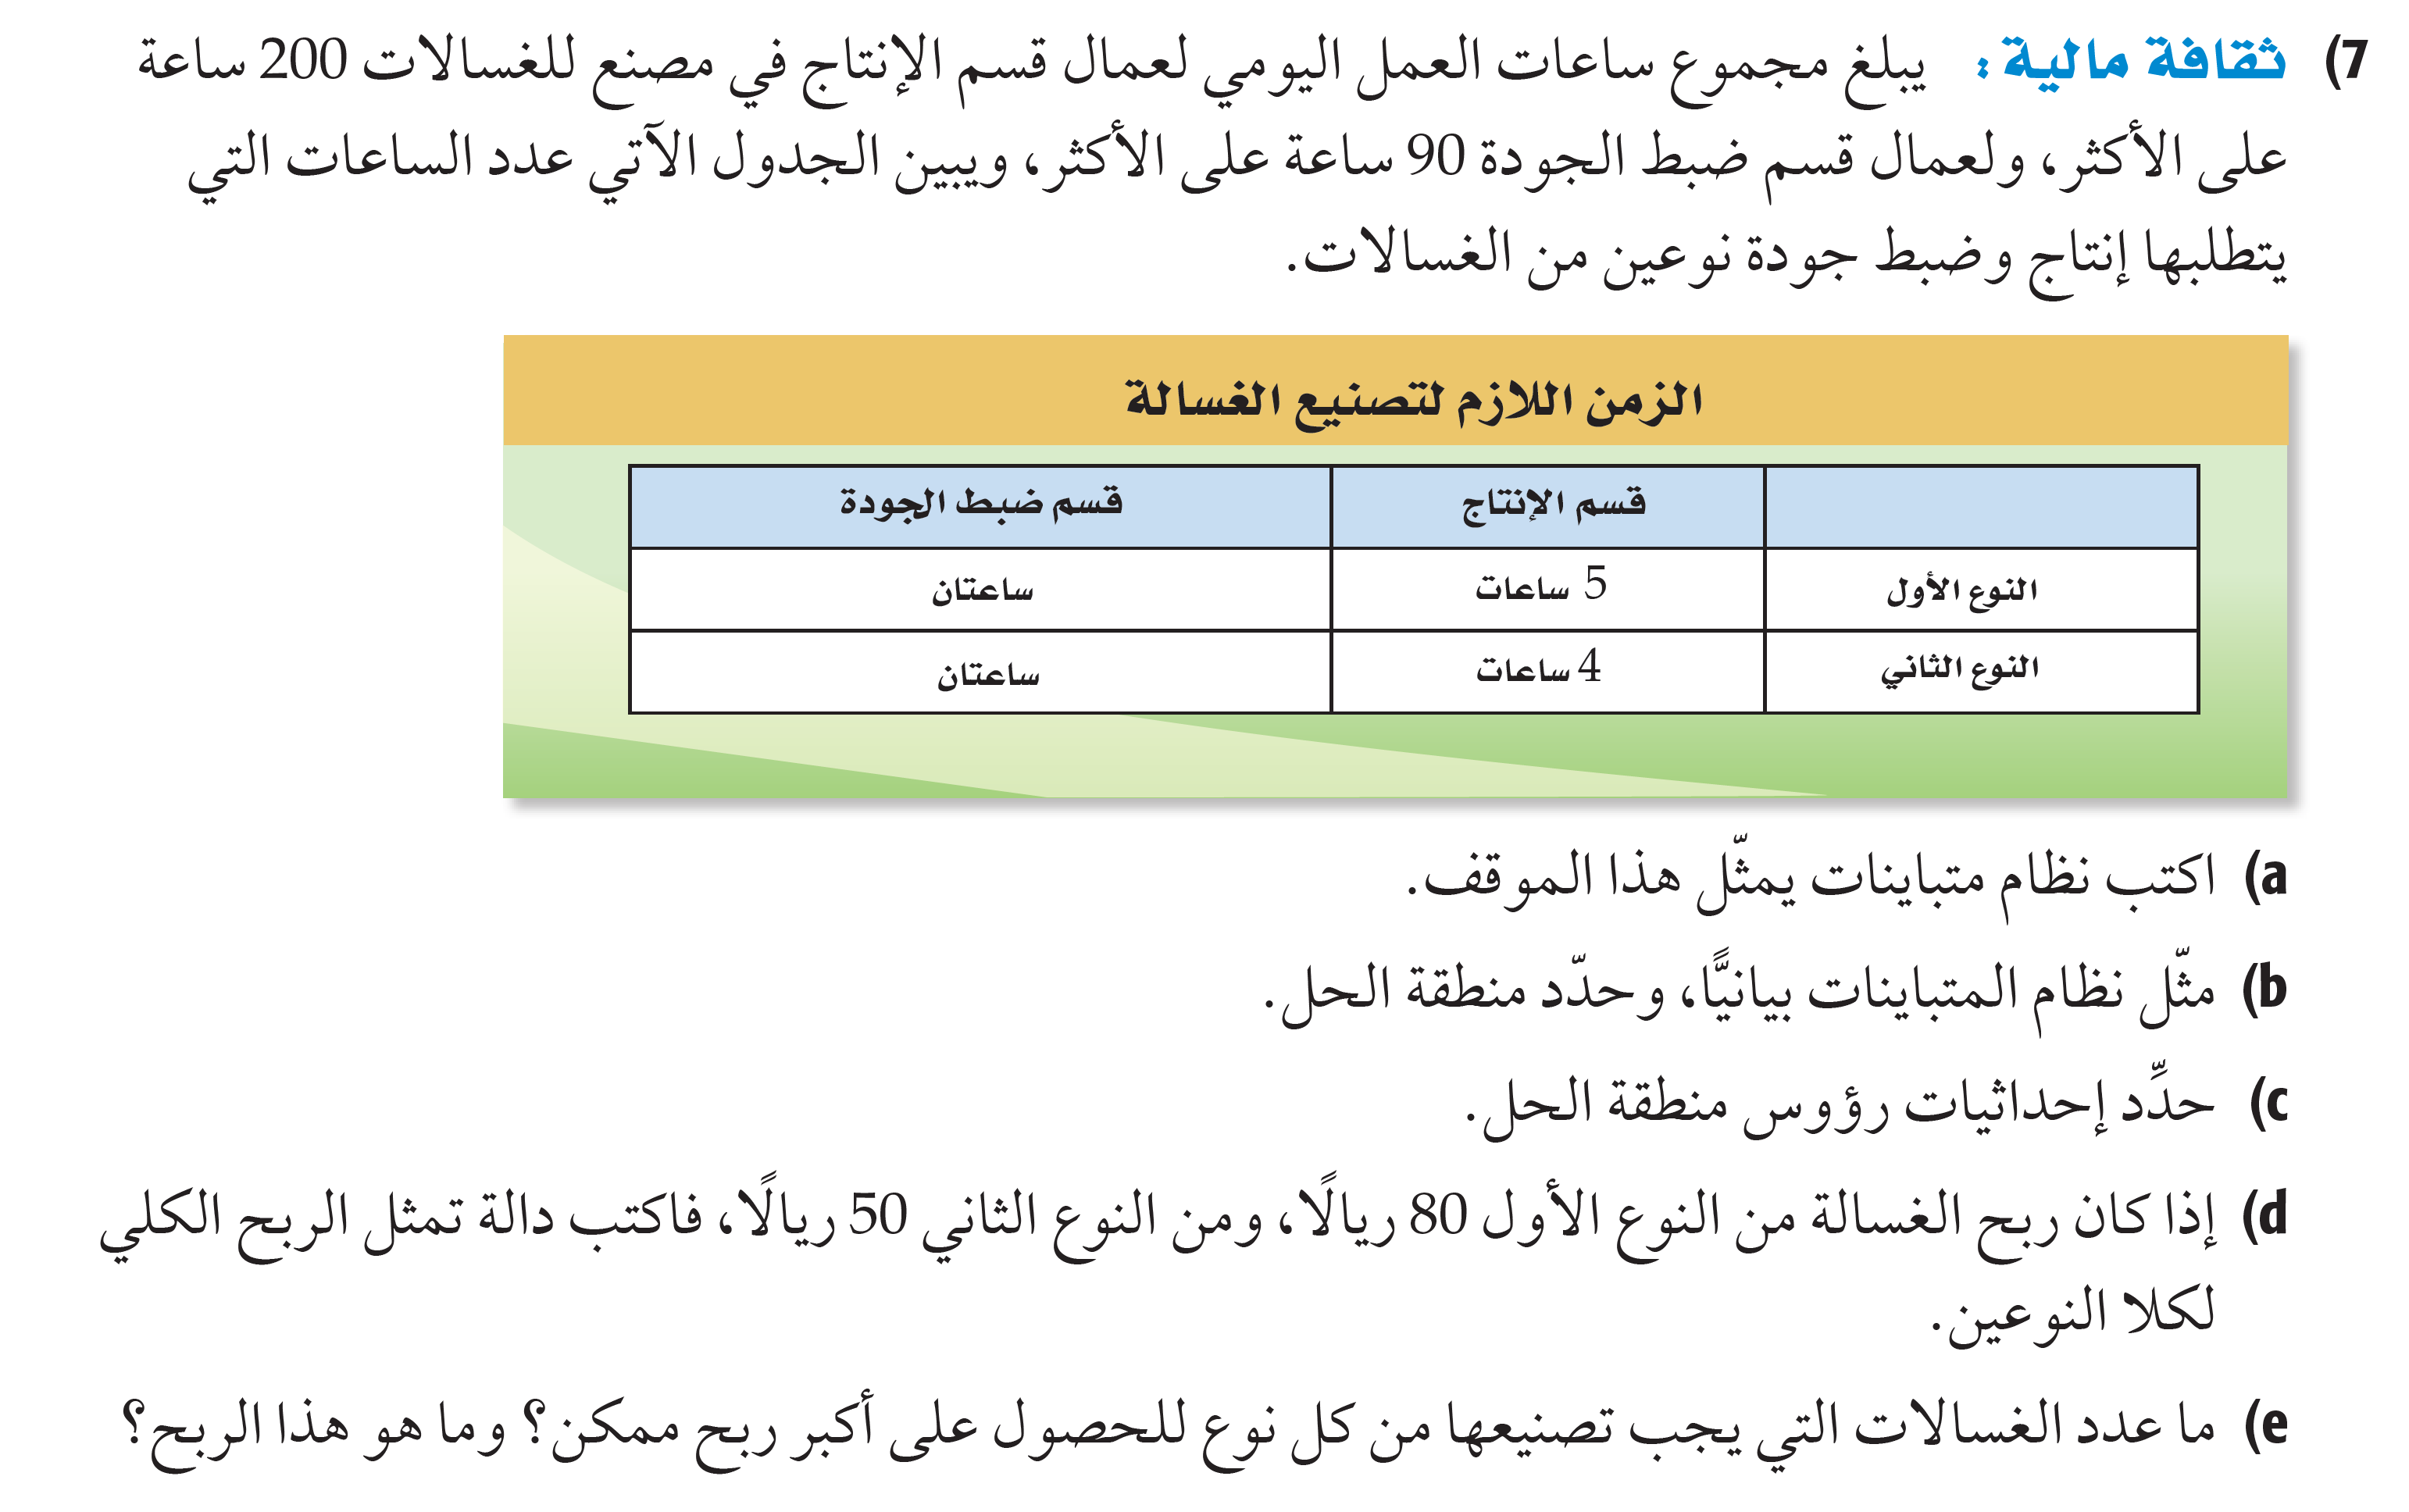 7) ثقافة مالية : يبلغ مجموع ساعات العمل اليومي لعمال قسم الإنتاج في مصنع للغسالات 200 ساعة
على الأكثر، ولعمال قسم ضبط الجودة 90 ساعة على الأكثر، ويبين الجدول الآتي عدد الساعات التي
يتطلبها إنتاج وضبط جودة نوعين من الغسالات.
الزمن اللازم لتصنيع الغسالة
قسم الإنتاج قسم ضبط الجودة
النوع الأول 5 ساعات ساعتان
النوع الثاني 4 ساعات ساعتان
a) اكتب نظام متباينات يمثّل هذا الموقف.
b) مثّل نظام المتباينات بيانيًّا، وحدّد منطقة الحل.
c) حدِّد إحداثيات رؤوس منطقة الحل.
d) إذا كان ربح الغسالة من النوع الأول 80 ريالًا، ومن النوع الثاني 50 ريالًا، فاكتب دالة تمثل الربح الكلي
لكلا النوعين.
e) ما عدد الغسالات التي يجب تصنيعها من كل نوع للحصول على أكبر ربح ممكن؟ وما هو هذا الربح؟